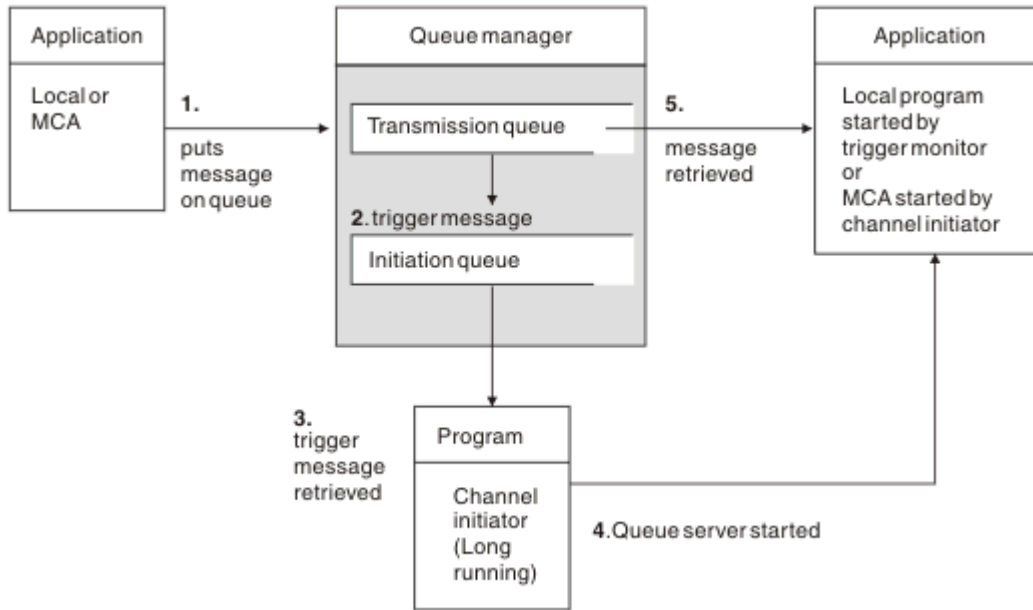 Application
Local or
MCA
1.
puts
message
on queue
Queue manager
Transmission queue
2. trigger message
Initiation queue
5.
message
retrieved
Application
Local program
started by
trigger monitor
or
MCA started by
channel initiator
3.
trigger
message
retrieved
Program
Channel
initiator
(Long
running)
4.Queue server started